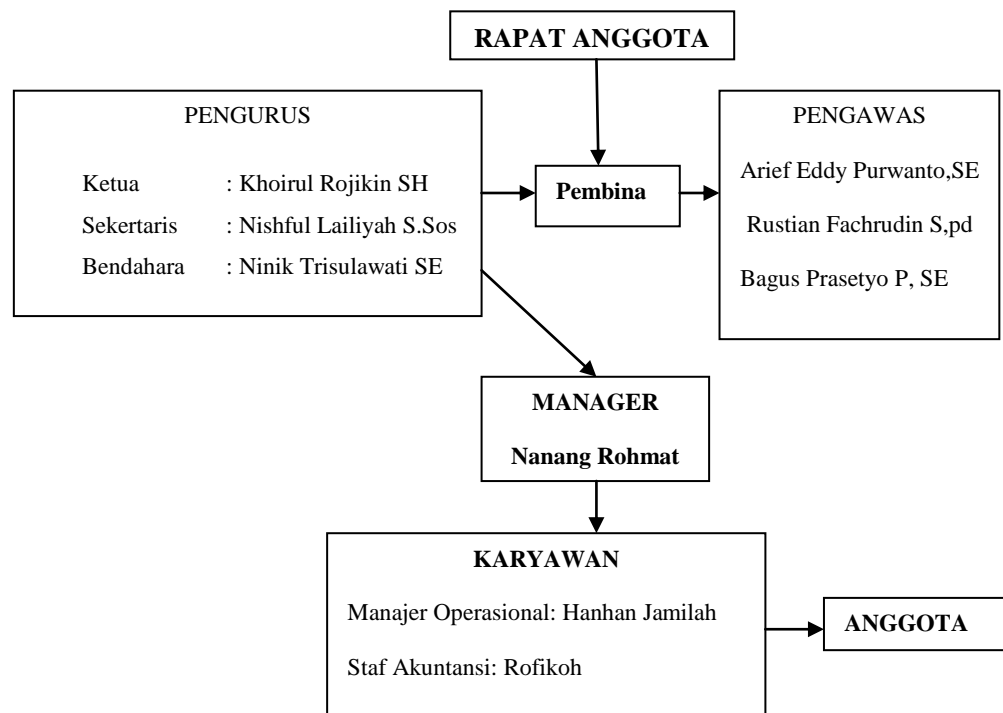 RAPAT ANGGOTA
PENGURUS
Ketua : Khoirul Rojikin SH
Sekertaris : Nishful Lailiyah S.Sos
Bendahara : Ninik Trisulawati SE
Pembina
PENGAWAS
Arief Eddy Purwanto,SE
Rustian Fachrudin S,pd
Bagus Prasetyo P, SE
MANAGER
Nanang Rohmat
KARYAWAN
Manajer Operasional: Hanhan Jamilah
Staf Akuntansi: Rofikoh
ANGGOTA